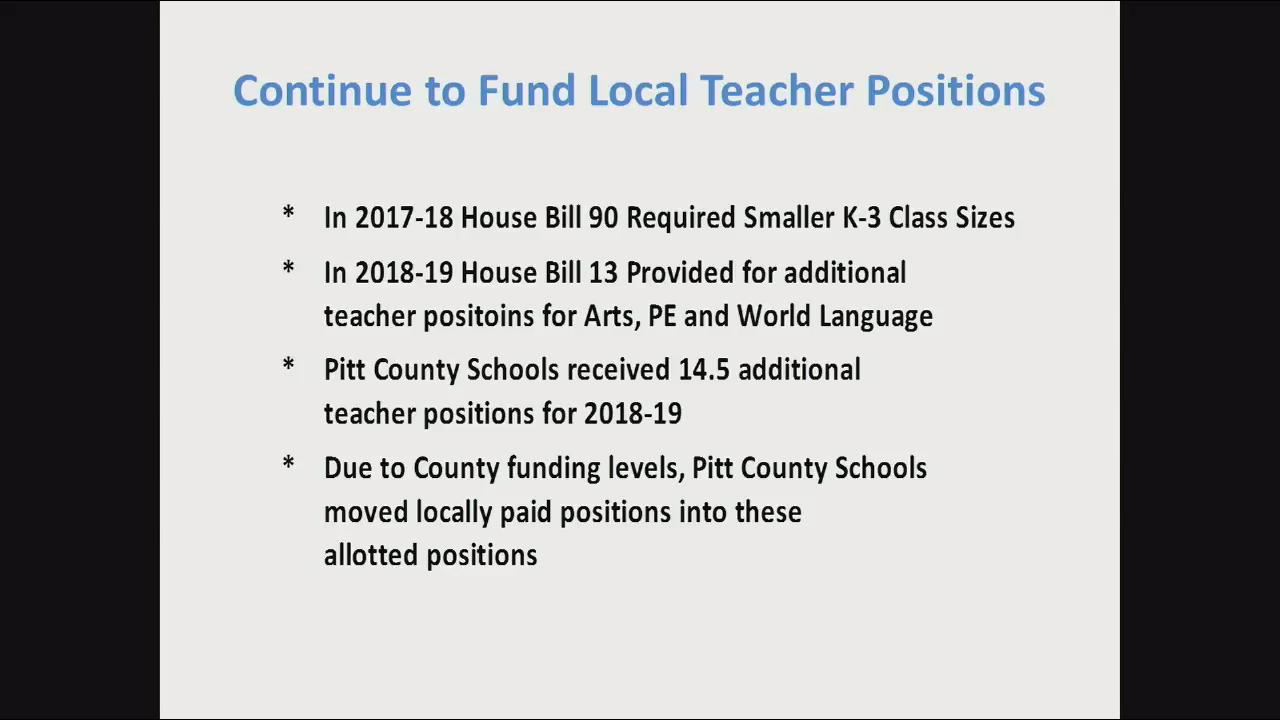 Continue to Fund Local Teacher Positions
* In 2017-18 House Bill 90 Required Smaller K-3 Class Sizes
* In 2018-19 House Bill 13 Provided for additional
teacher positoins for Arts, PE and World Language
* Pitt County Schools received 14.5 additional
teacher positions for 2018-19
* Due to County funding levels, Pitt County Schools
moved locally paid positions into these
allotted positions